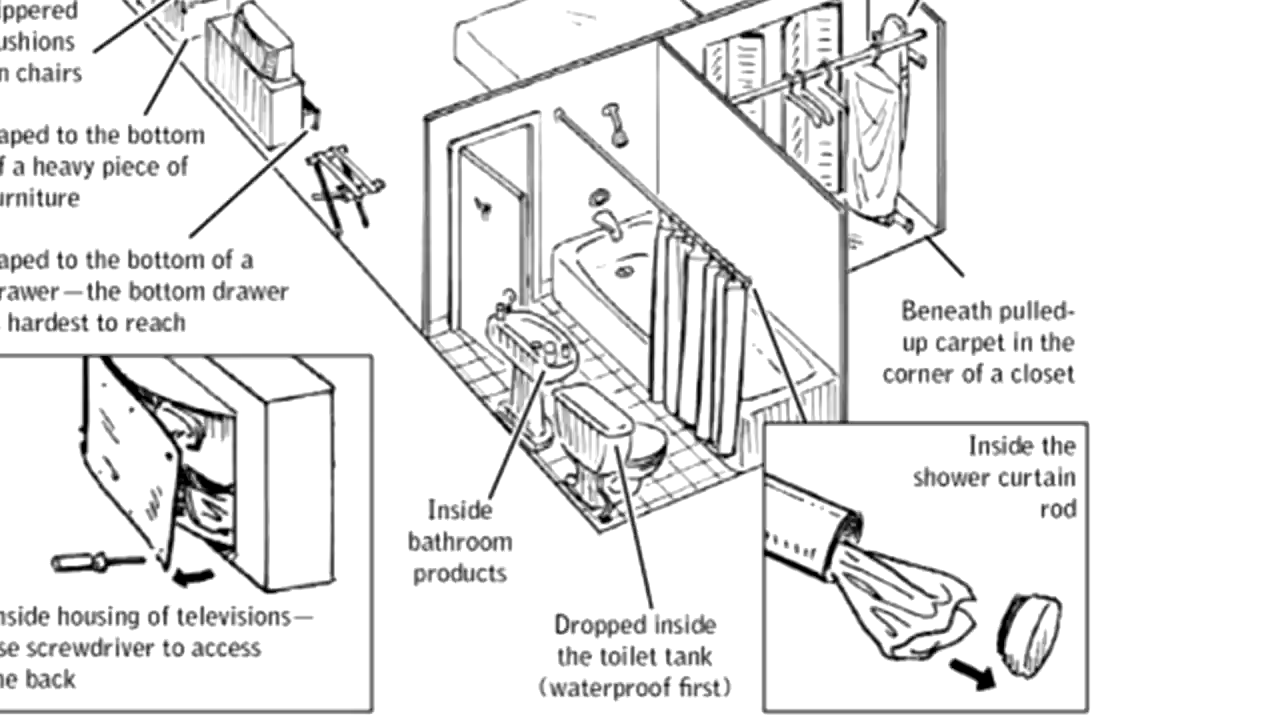 ippered
ushions
n chairs
aped to the bottom
f a heavy piece of
urniture
aped to the bottom of a
rawer—the bottom drawer
hardest to reach
nside housing of televisions—
se screwdriver to access
he back
Inside
bathroom
products
Dropped inside
the toilet tank
(waterproof first)
Beneath pulled-
up carpet in the
corner of a closet
Inside the
shower curtain
rod